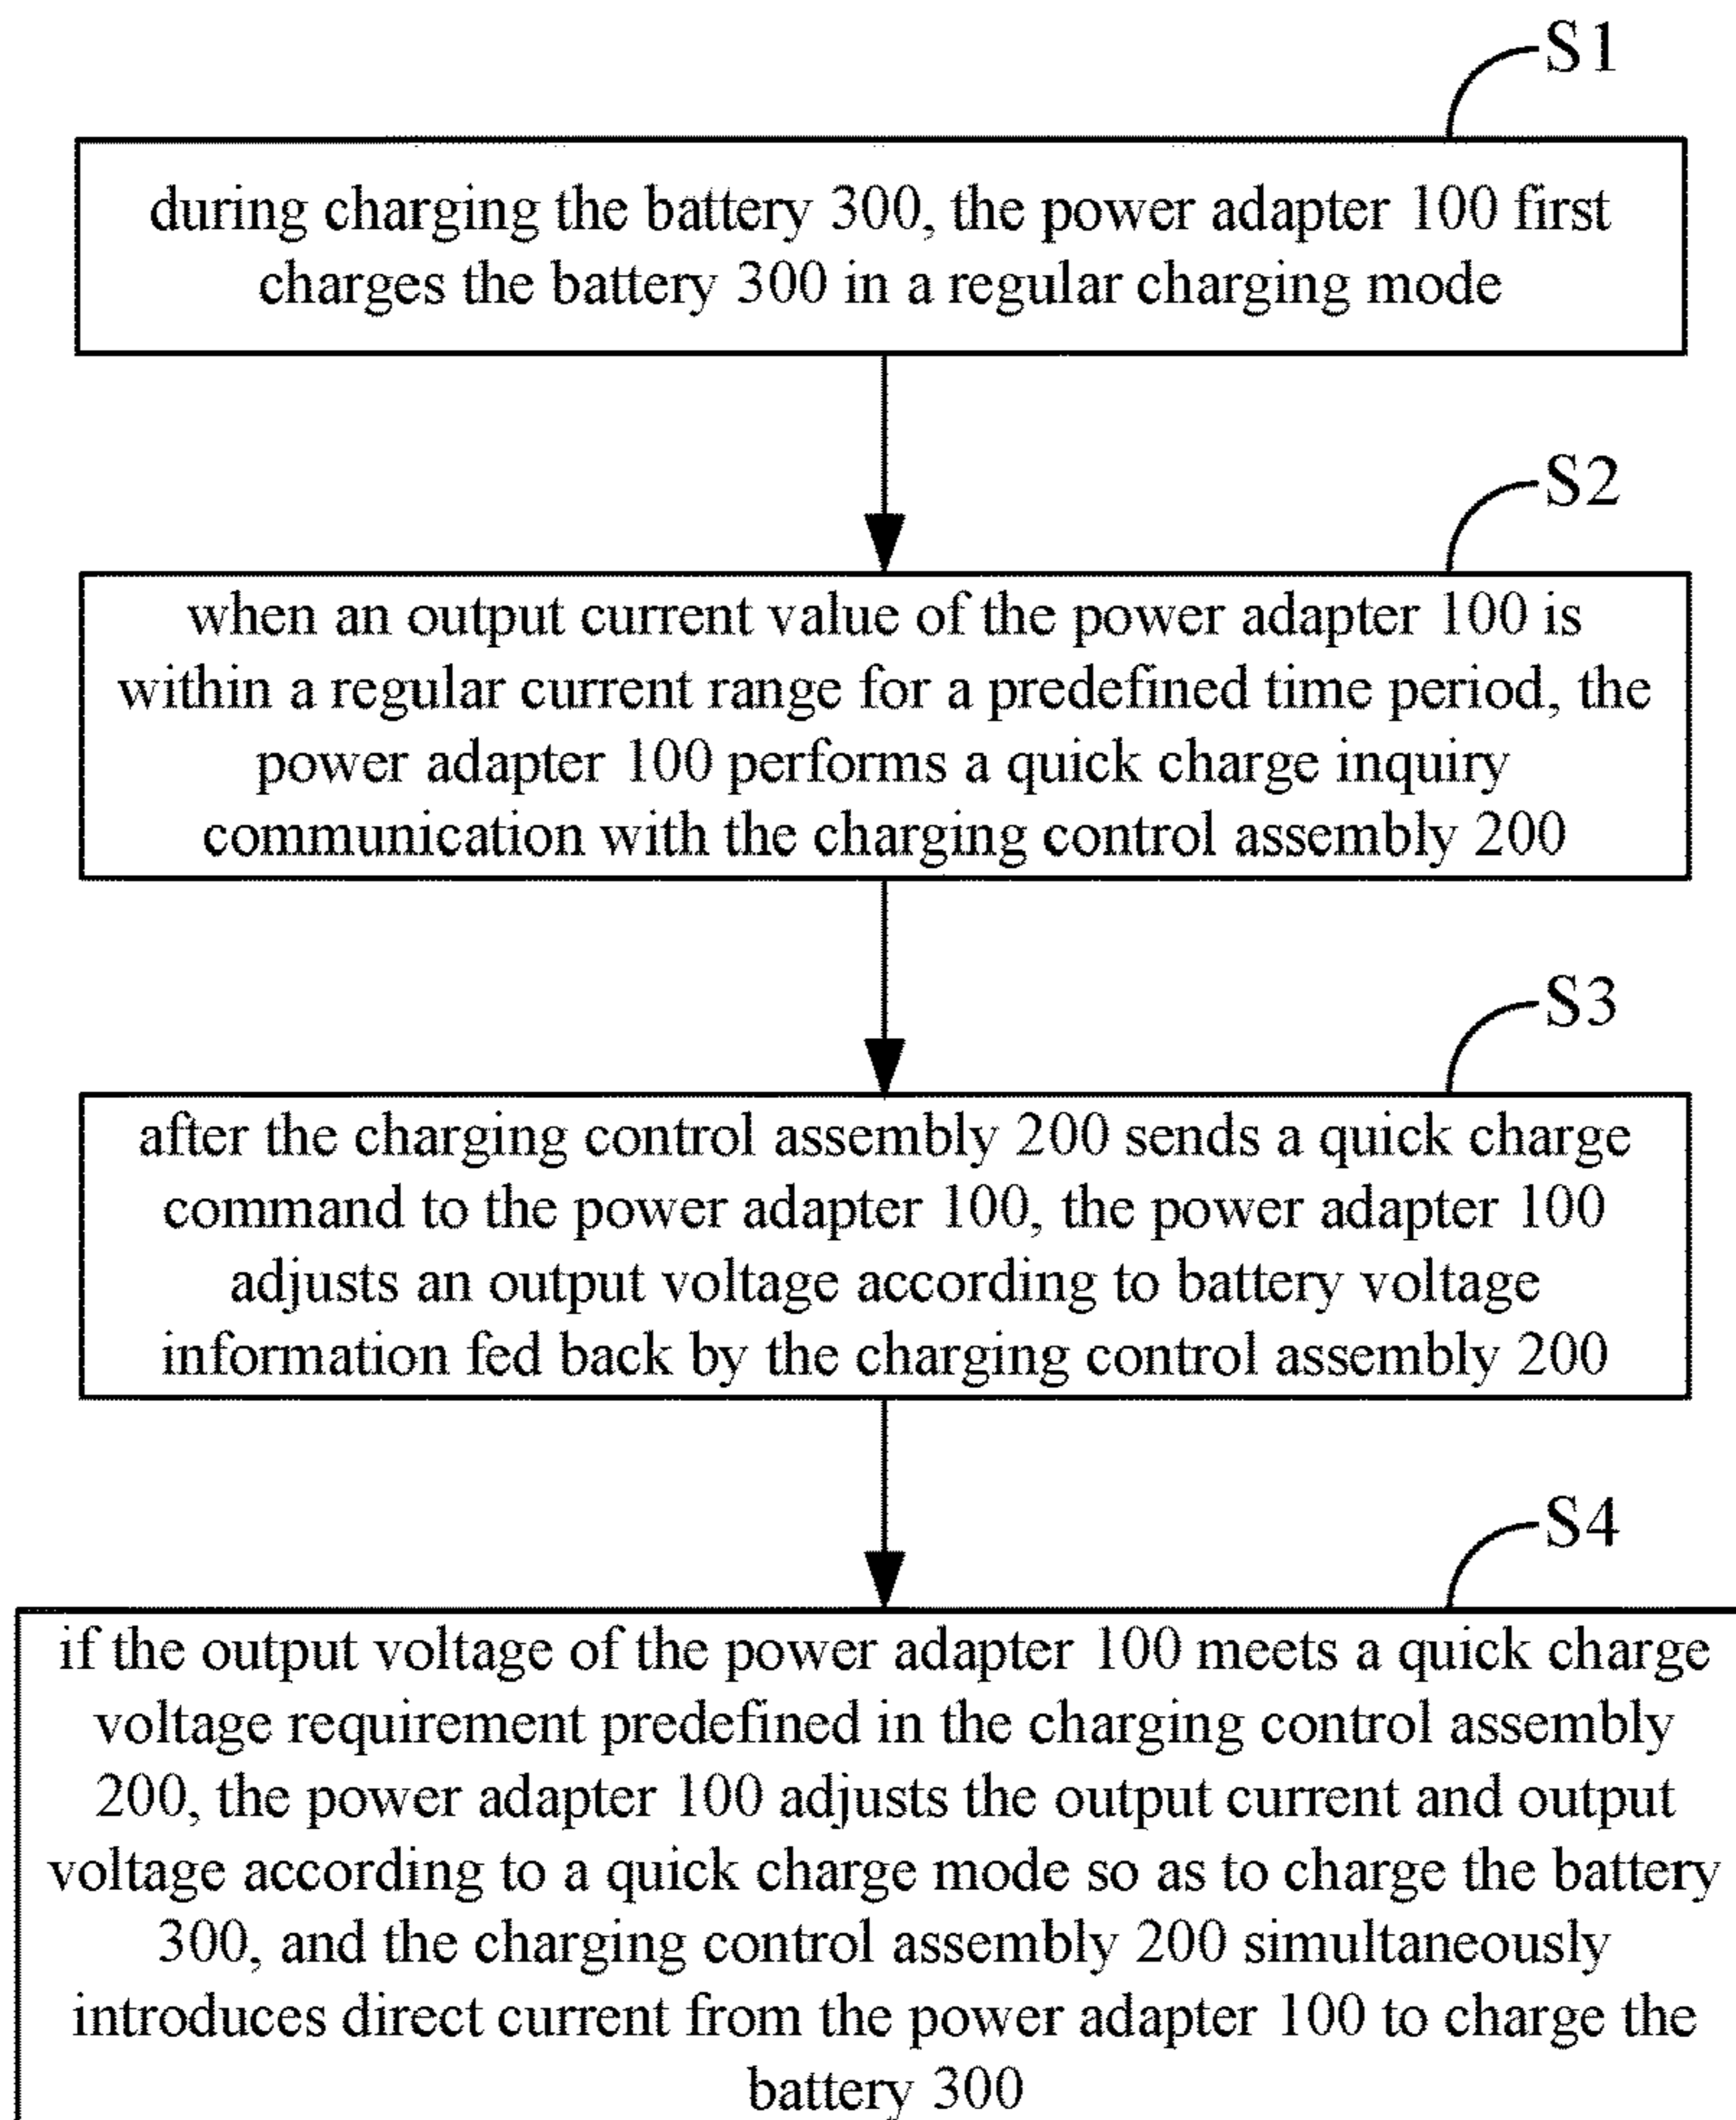 S1
during charging the battery 300, the power adapter 100 first
charges the battery 300 in a regular charging mode
S2
when an output current value of the power adapter 100 is
within a regular current range for a predefined time period, the
power adapter 100 performs a quick charge inquiry
communication with the charging control assembly 200
S3
after the charging control assembly 200 sends a quick charge
command to the power adapter 100, the power adapter 100
adjusts an output voltage according to battery voltage
information fed back by the charging control assembly 200
S4
if the output voltage of the power adapter 100 meets a quick charge
voltage requirement predefined in the charging control assembly
200, the power adapter 100 adjusts the output current and output
voltage according to a quick charge mode so as to charge the battery
300, and the charging control assembly 200 simultaneously
introduces direct current from the power adapter 100 to charge the
battery 300